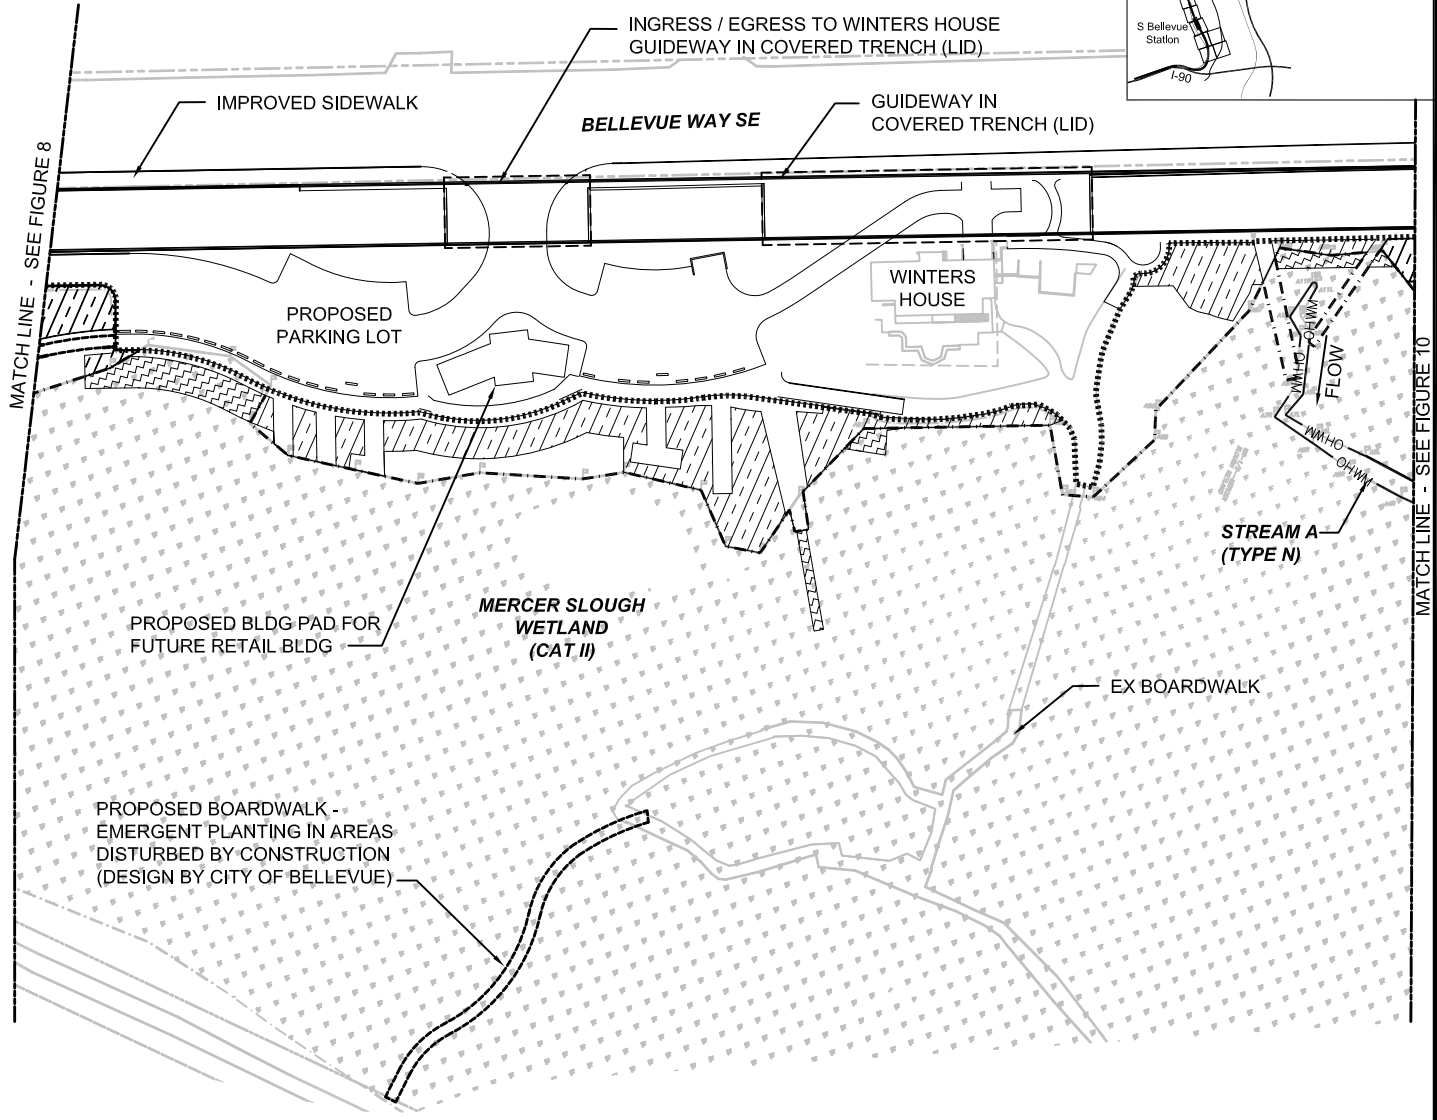 INGRESS / EGRESS TO WINTERS HOUSE
GUIDEWAY IN COVERED TRENCH (LID)
S Bellevue
Station
I-90
IMPROVED SIDEWALK
BELLEVUE WAY SE
GUIDEWAY IN
COVERED TRENCH (LID)
MATCH LINE - SEE FIGURE 8
WINTERS
HOUSE
PROPOSED
PARKING LOT
OHWM
OHWM
FLOW
OHWM
OHWM
MATCH LINE - SEE FIGURE 10
STREAM A
(TYPE N)
MERCER SLOUGH
WETLAND
(CAT II)
PROPOSED BLDG PAD FOR
FUTURE RETAIL BLDG
EX BOARDWALK
PROPOSED BOARDWALK -
EMERGENT PLANTING IN AREAS
DISTURBED BY CONSTRUCTION
(DESIGN BY CITY OF BELLEVUE)